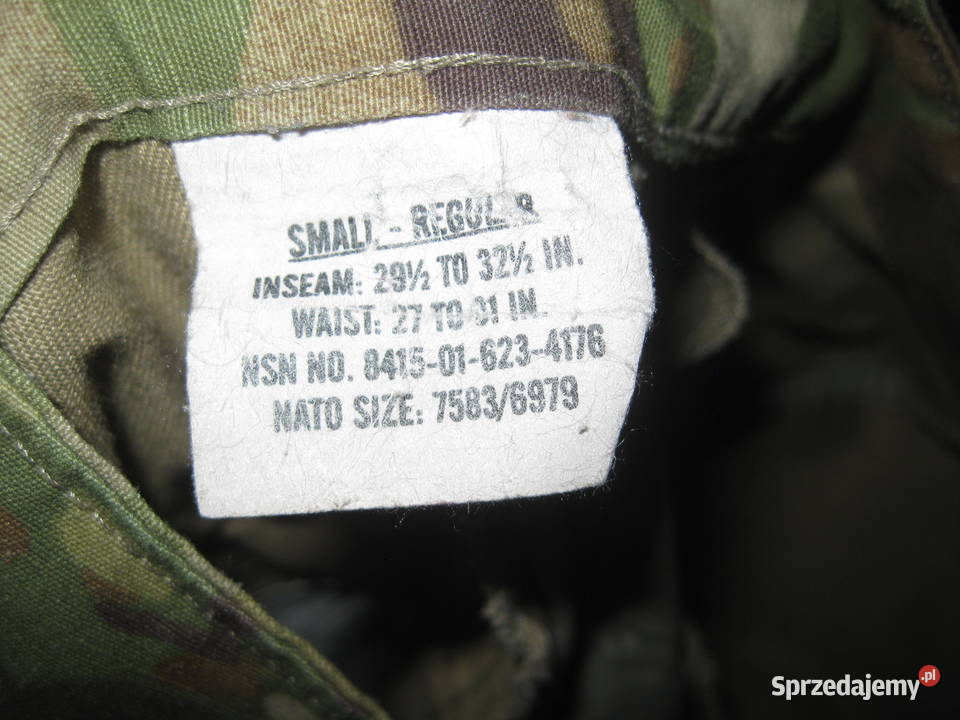 SMALL - REGULAR
INSEAM: 29½ TO 32½ IN.
WAIST: 27 TO 31 IN.
NSN NO. 8415-01-623-4176
NATO SIZE: 7583/6979
Sprzedajemy.pl